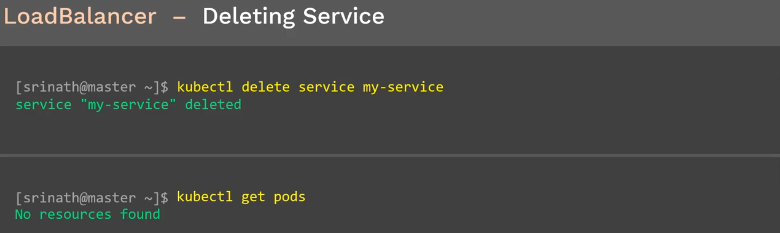 LoadBalancer – Deleting Service
[srinath@master ~]$ kubectl delete service my-service
service "my-service" deleted
[srinath@master ~]$ kubectl get pods
No resources found